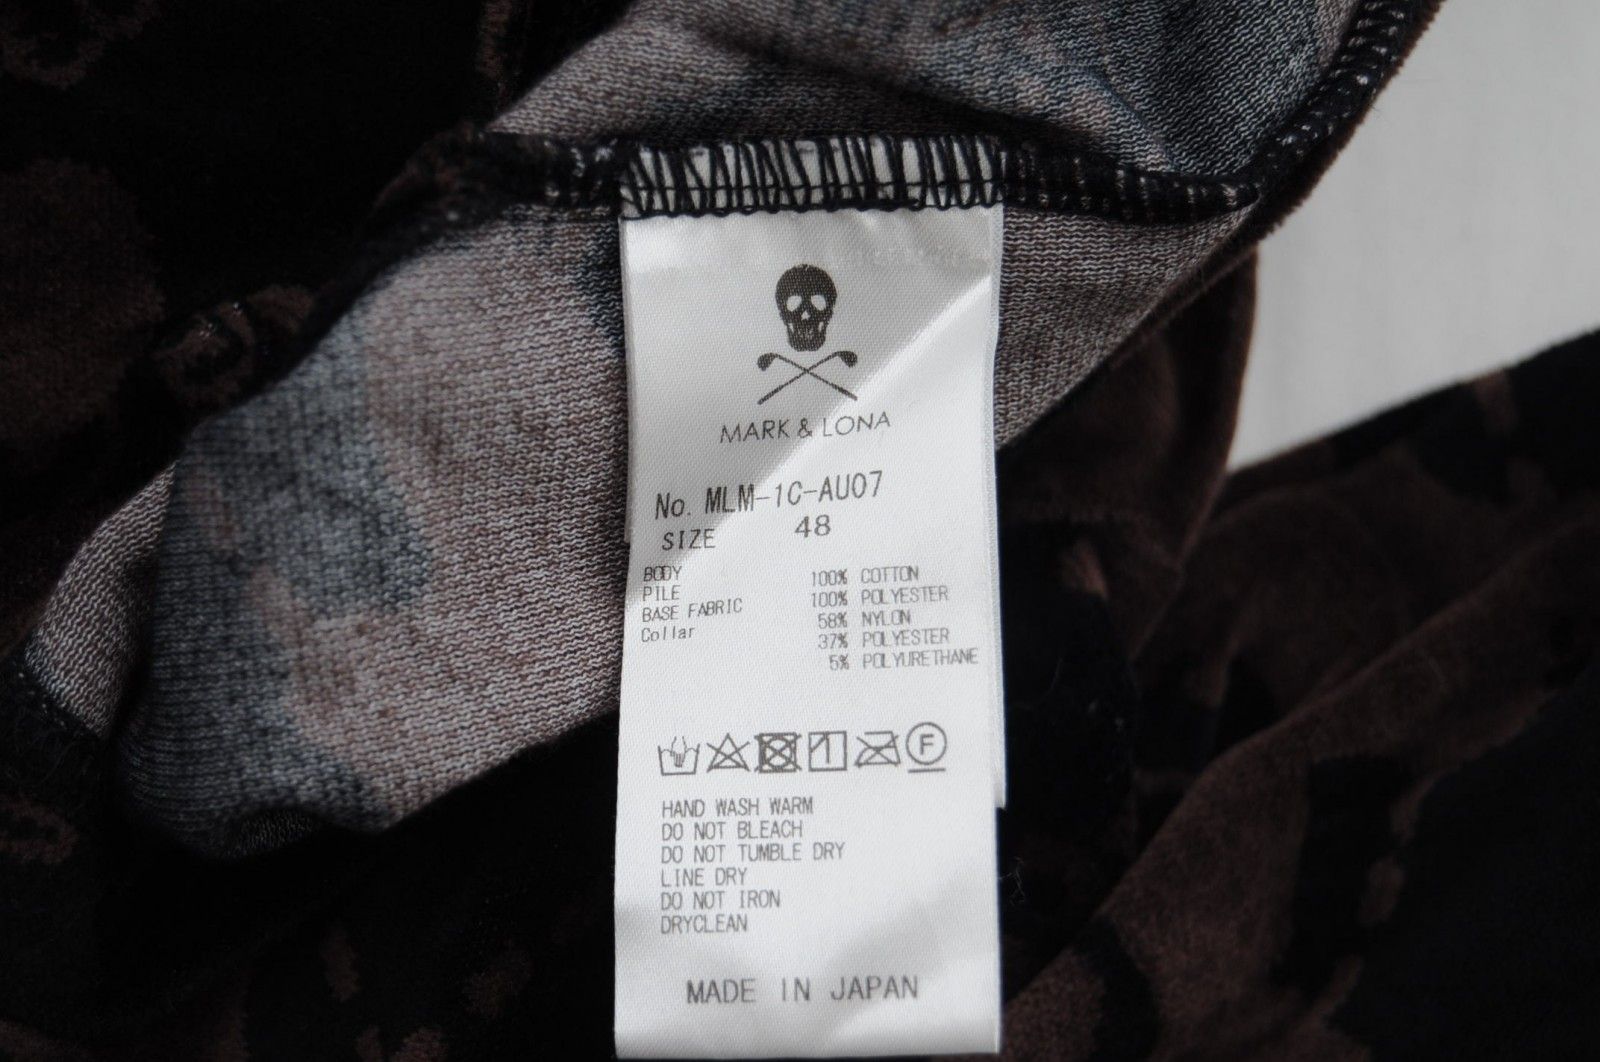 MARK & LONA
No. MLM-1C-AU07
SIZE 48
BODY
PILE 100% COTTON
BASE FABRIC 100% POLYESTER
Collar 58% NYLON
37% POLYESTER
5% POLYURETHANE
F
HAND WASH WARM
DO NOT BLEACH
DO NOT TUMBLE DRY
LINE DRY
DO NOT IRON
DRYCLEAN
MADE IN JAPAN